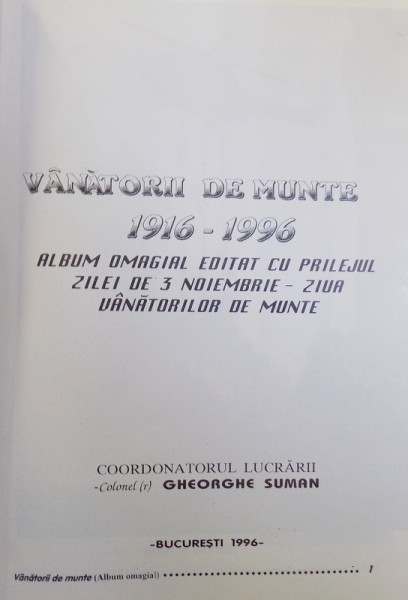 VÂNĂTORII DE MUNTE
1916 - 1996
ALBUM OMAGIAL EDITAT CU PRILEJUL
ZILEI DE 3 NOIEMBRIE - ZIUA
VÂNĂTORILOR DE MUNTE
COORDONATORUL LUCRĂRII
-Colonel (r) GHEORGHE SUMAN
-BUCUREȘTI 1996-
Vânătorii de munte (Album omagial) 1